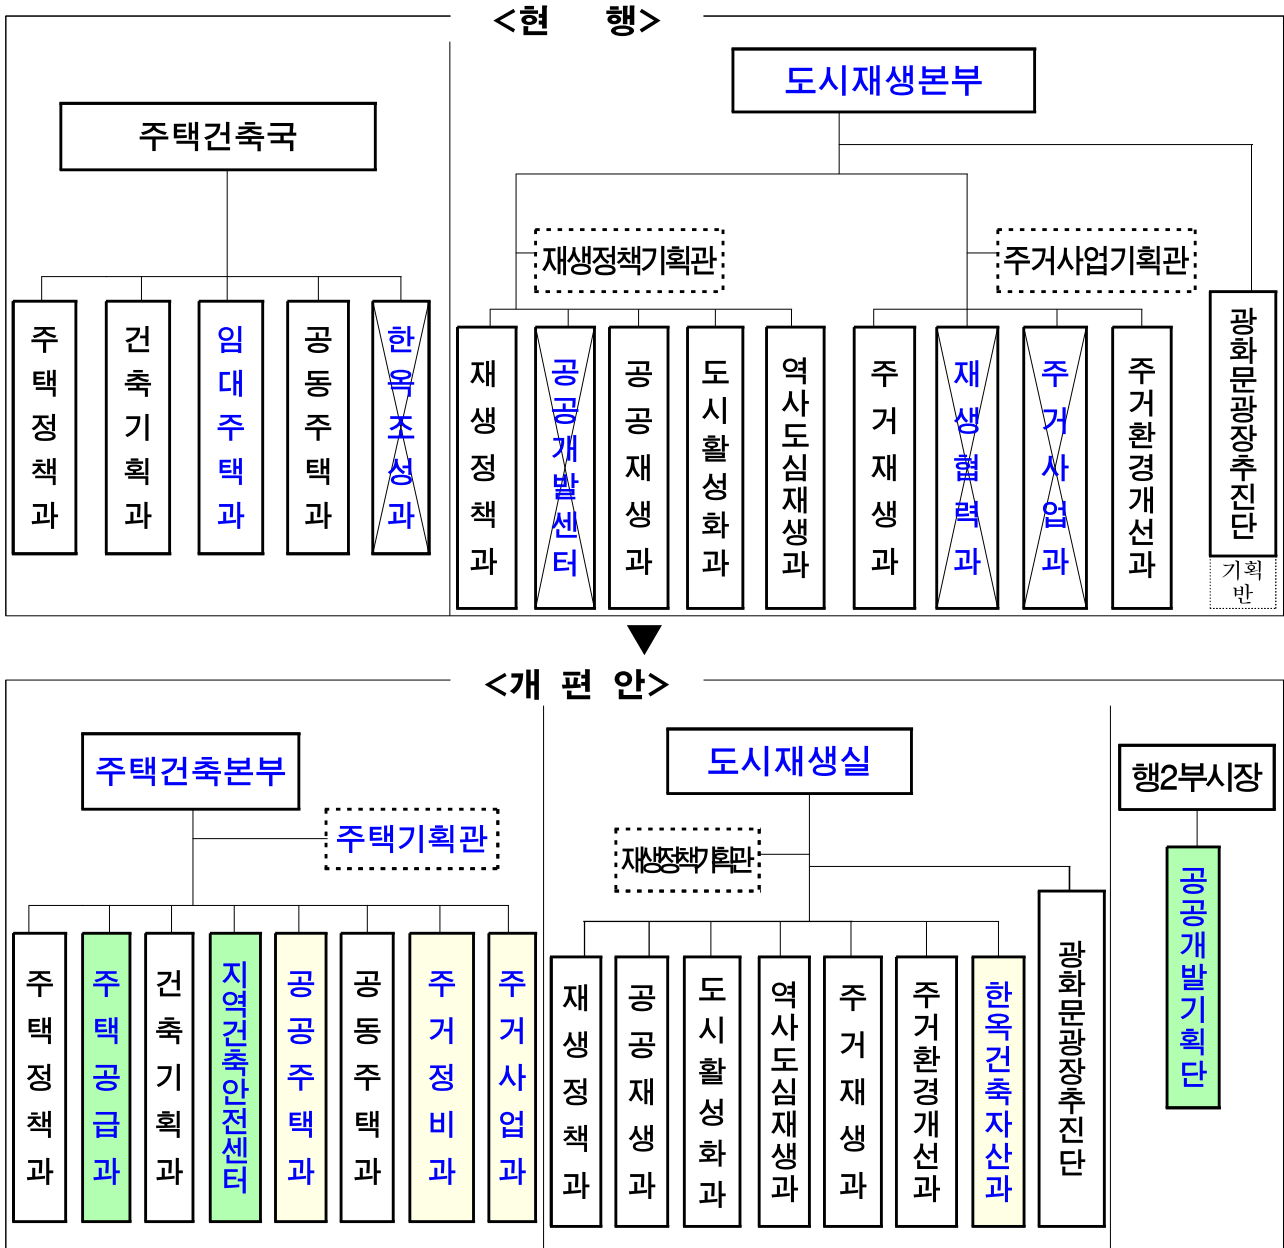 <현 행>
도시재생본부
주택건축국
재생정책기획관
주거사업기획관
주택정책과
건축기획과
임대주택과
공동주택과
한옥조성과
재생정책과
공공개발센터
공공재생과
도시활성화과
역사도심재생과
주거재생과
재생협력과
주거사업과
주거환경개선과
광화문광장추진단
기획
반
<개 편 안>
주택건축본부
주택기획관
주택정책과
주택공급과
건축기획과
지역건축안전센터
공공주택과
공동주택과
주거정비과
주거사업과
도시재생실
재생정책기획관
재생정책과
공공재생과
도시활성화과
역사도심재생과
주거재생과
주거환경개선과
한옥건축자산과
광화문광장추진단
행2부시장
공공개발기획단